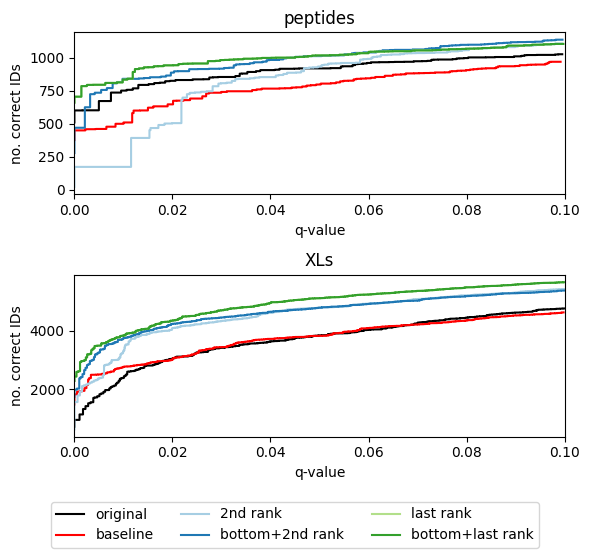 peptides
no. correct IDs
1000
750
500
250
0
0.00 0.02 0.04 0.06 0.08 0.10
q-value
XLs
no. correct IDs
4000
2000
0.00 0.02 0.04 0.06 0.08 0.10
q-value
original 2nd rank last rank
baseline bottom+2nd rank bottom+last rank